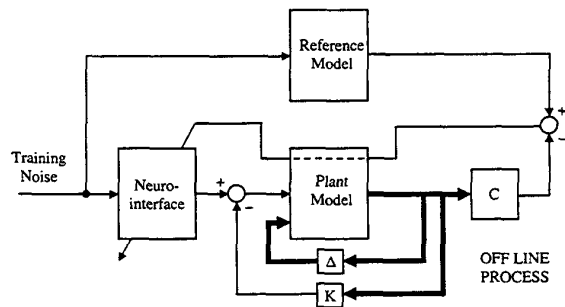 Reference
Model
+
−
Training
Noise
Neuro-
interface
+
−
Plant
Model
C
Δ
K
OFF LINE
PROCESS